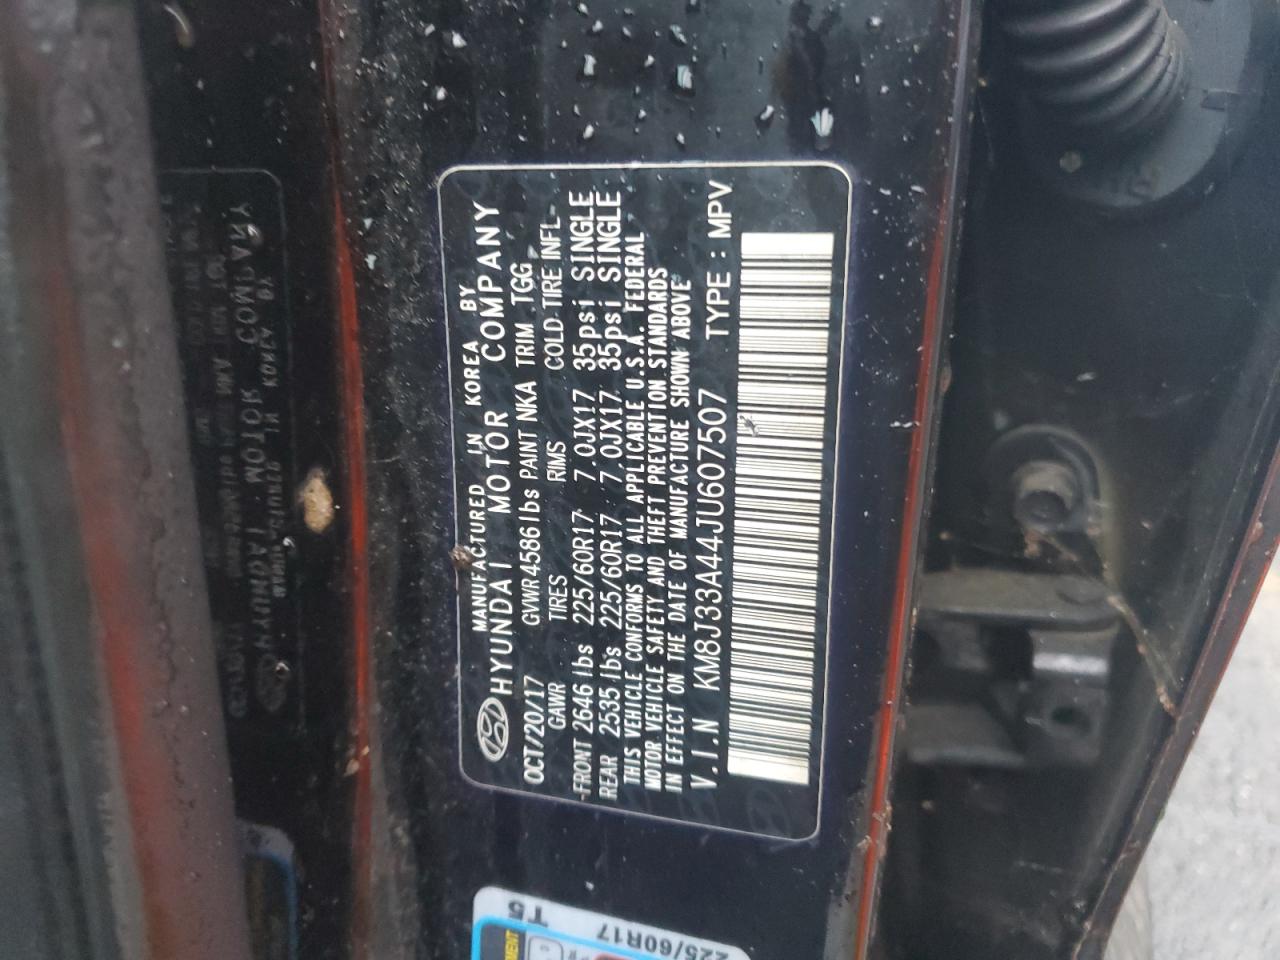 MANUFACTURED IN KOREA BY
HYUNDAI MOTOR COMPANY
OCT/20/17 GVWR 4586 lbs PAINT NKA TRIM TGG
GAWR TIRES RIMS COLD TIRE INFL-
FRONT 2646 lbs 225/60R17 7.0JX17 35psi SINGLE
REAR 2535 lbs 225/60R17 7.0JX17 35psi SINGLE
THIS VEHICLE CONFORMS TO ALL APPLICABLE U.S.A. FEDERAL
MOTOR VEHICLE SAFETY AND THEFT PREVENTION STANDARDS
IN EFFECT ON THE DATE OF MANUFACTURE SHOWN ABOVE
V.I.N KM8J33A44JU607507 TYPE : MPV
T5
225/60R17